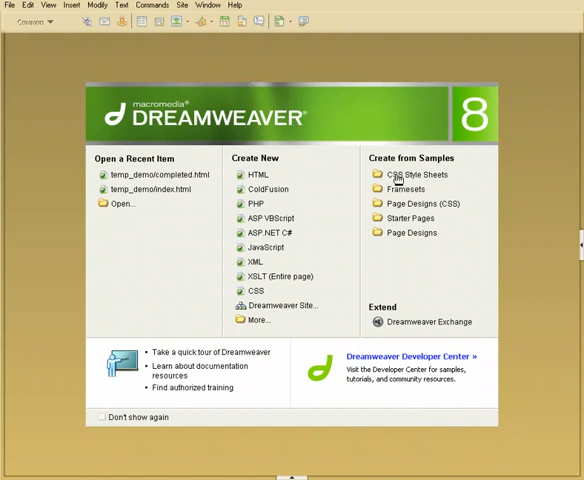 File Edit View Insert Modify Text Commands Site Window Help
Common
macromedia®
DREAMWEAVER®
8
Open a Recent Item
temp_demo/completed.html
temp_demo/index.html
Open...
Create New
HTML
ColdFusion
PHP
ASP VBScript
ASP.NET C#
JavaScript
XML
XSLT (Entire page)
CSS
Dreamweaver Site...
More...
Create from Samples
CSS Style Sheets
Framesets
Page Designs (CSS)
Starter Pages
Page Designs
Extend
Dreamweaver Exchange
• Take a quick tour of Dreamweaver
• Learn about documentation
resources
• Find authorized training
Dreamweaver Developer Center »
Visit the Developer Center for samples,
tutorials, and community resources.
Don't show again